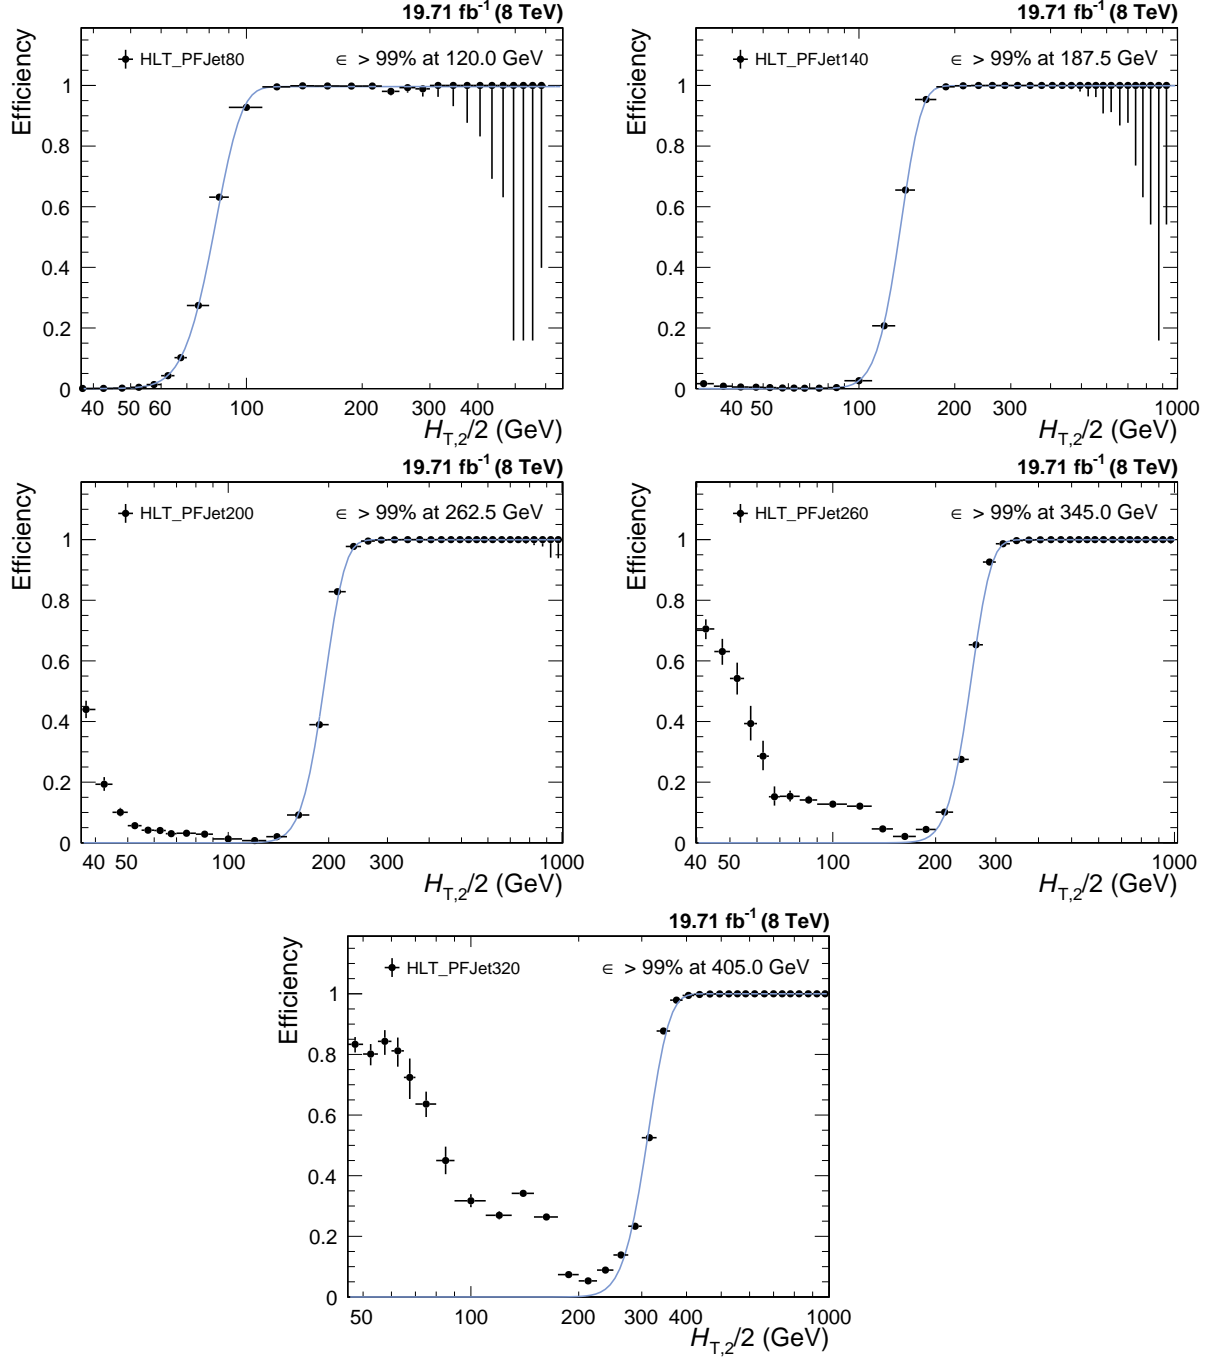 19.71 fb⁻¹ (8 TeV)
HLT_PFJet80
ϵ > 99% at 120.0 GeV
Efficiency
1
0.8
0.6
0.4
0.2
0
40 50 60 100 200 300 400
H_T,2/2 (GeV)
19.71 fb⁻¹ (8 TeV)
HLT_PFJet140
ϵ > 99% at 187.5 GeV
Efficiency
1
0.8
0.6
0.4
0.2
0
40 50 100 200 300 1000
H_T,2/2 (GeV)
19.71 fb⁻¹ (8 TeV)
HLT_PFJet200
ϵ > 99% at 262.5 GeV
Efficiency
1
0.8
0.6
0.4
0.2
0
40 50 100 200 300 1000
H_T,2/2 (GeV)
19.71 fb⁻¹ (8 TeV)
HLT_PFJet260
ϵ > 99% at 345.0 GeV
Efficiency
1
0.8
0.6
0.4
0.2
0
40 50 100 200 300 1000
H_T,2/2 (GeV)
19.71 fb⁻¹ (8 TeV)
HLT_PFJet320
ϵ > 99% at 405.0 GeV
Efficiency
1
0.8
0.6
0.4
0.2
0
50 100 200 300 400 1000
H_T,2/2 (GeV)